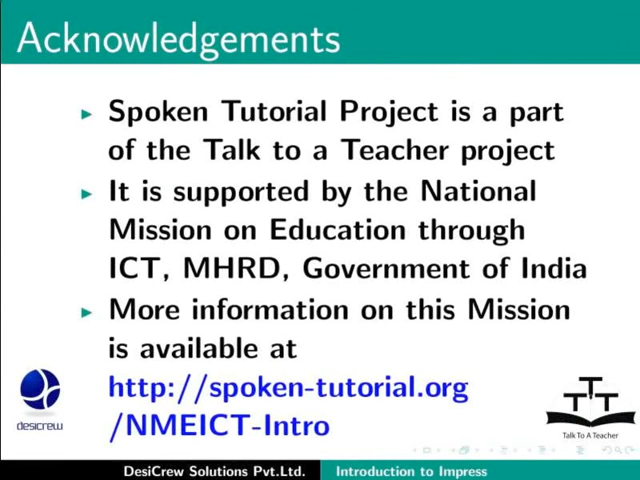 Acknowledgements
Spoken Tutorial Project is a part
of the Talk to a Teacher project
It is supported by the National
Mission on Education through
ICT, MHRD, Government of India
More information on this Mission
is available at
http://spoken-tutorial.org
/NMEICT-Intro
desicrew
TTT
Talk To A Teacher
DesiCrew Solutions Pvt.Ltd.
Introduction to Impress